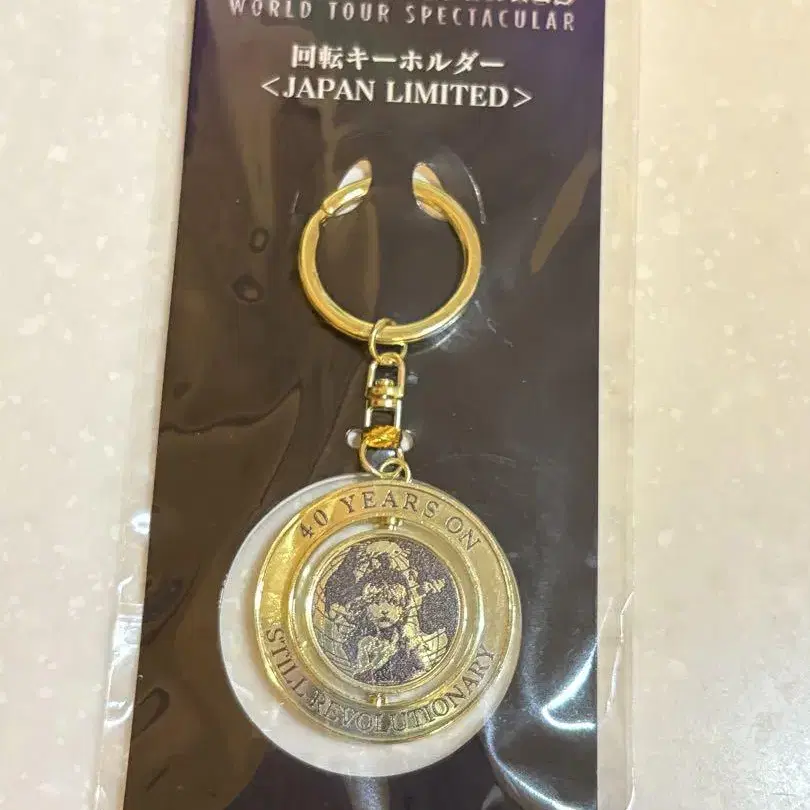 WORLD TOUR SPECTACULAR
回転キーホルダー
<JAPAN LIMITED>
40 YEARS ON
STILL REVOLUTIONARY